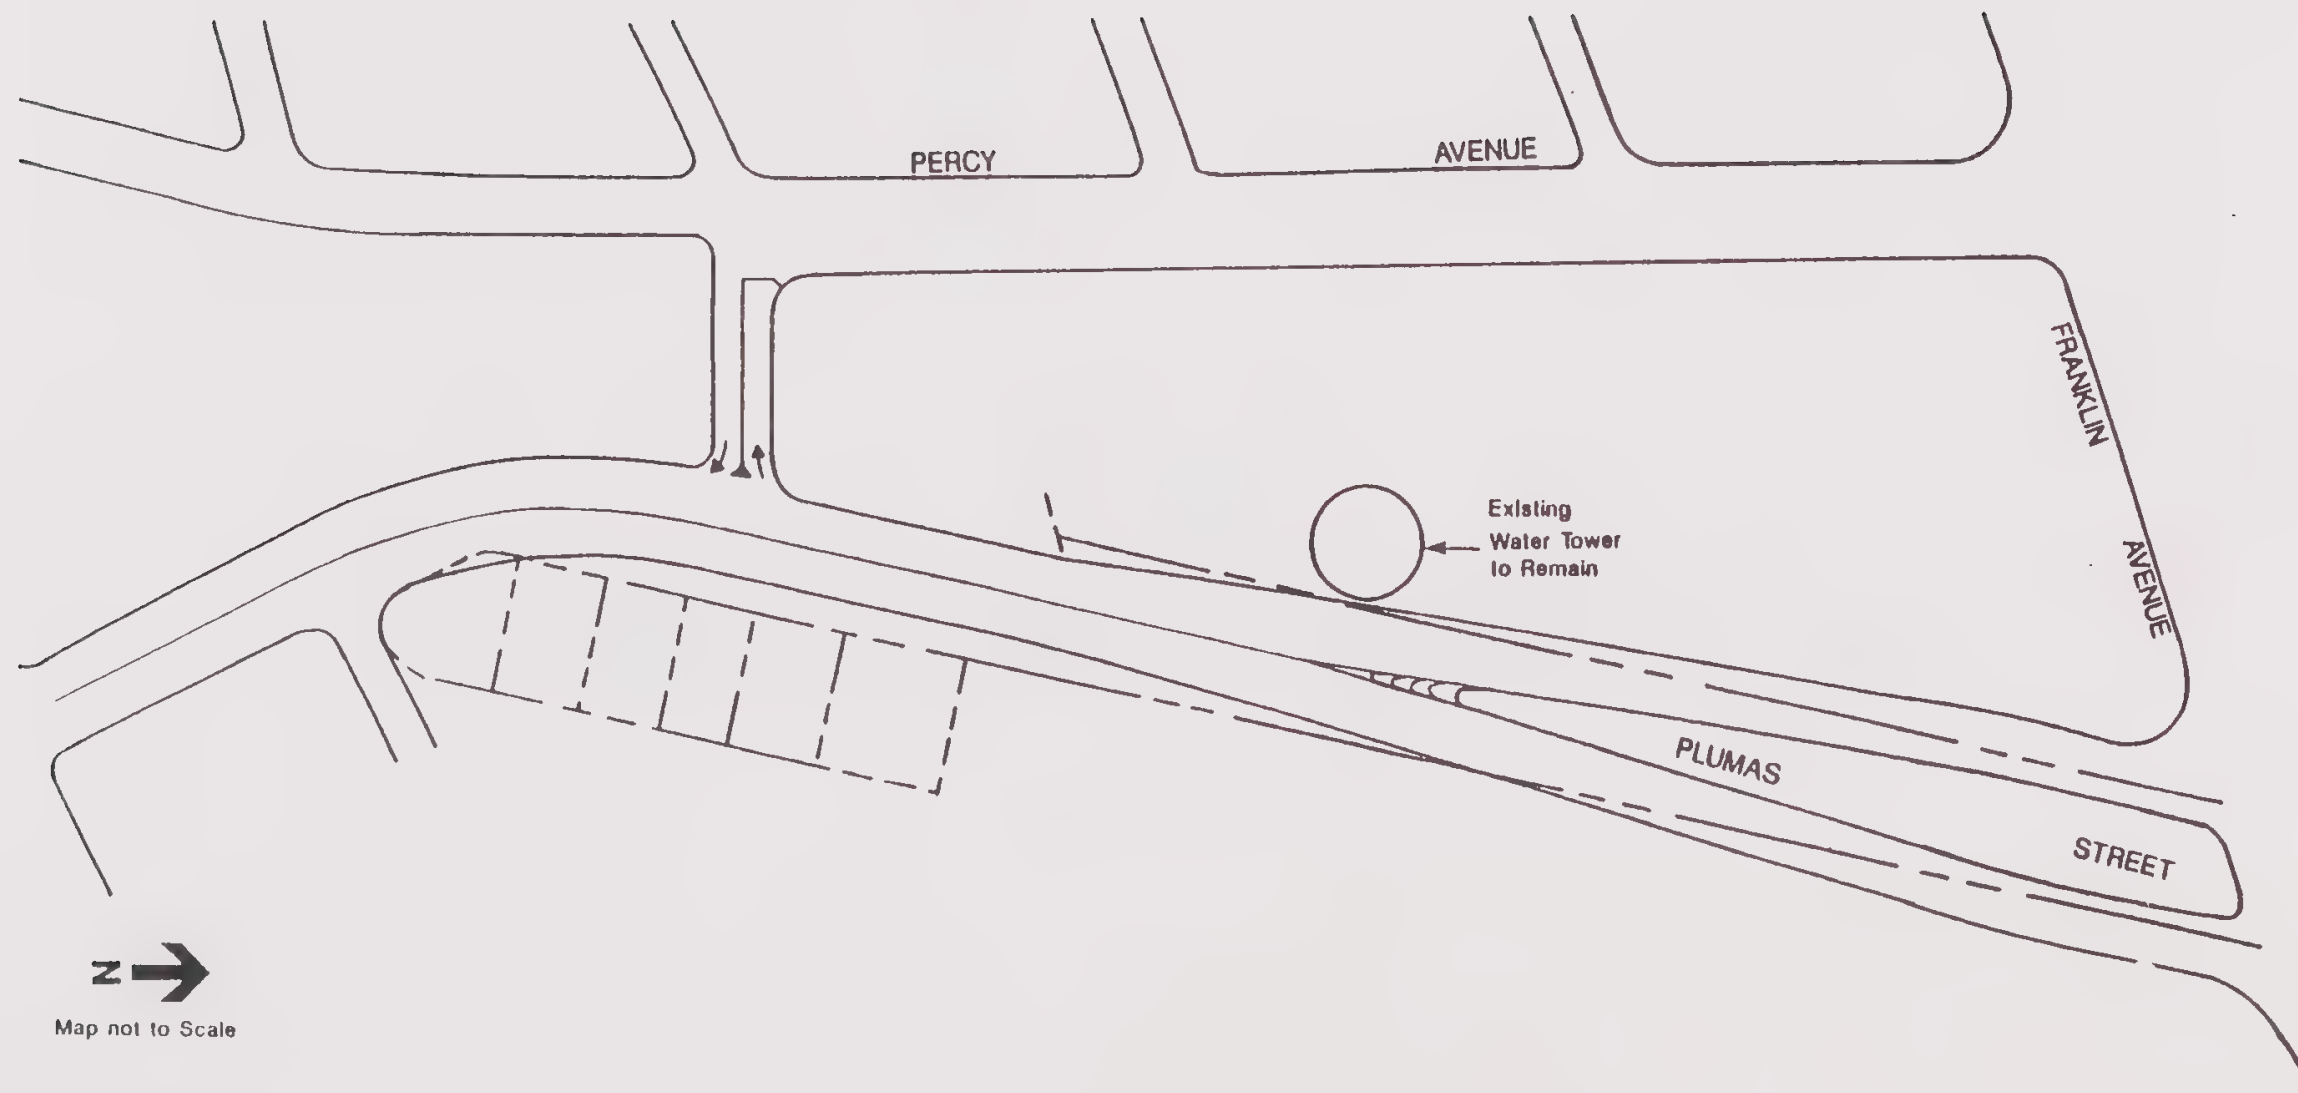 PERCY AVENUE
FRANKLIN AVENUE
Existing
Water Tower
to Remain
PLUMAS STREET
N
Map not to Scale